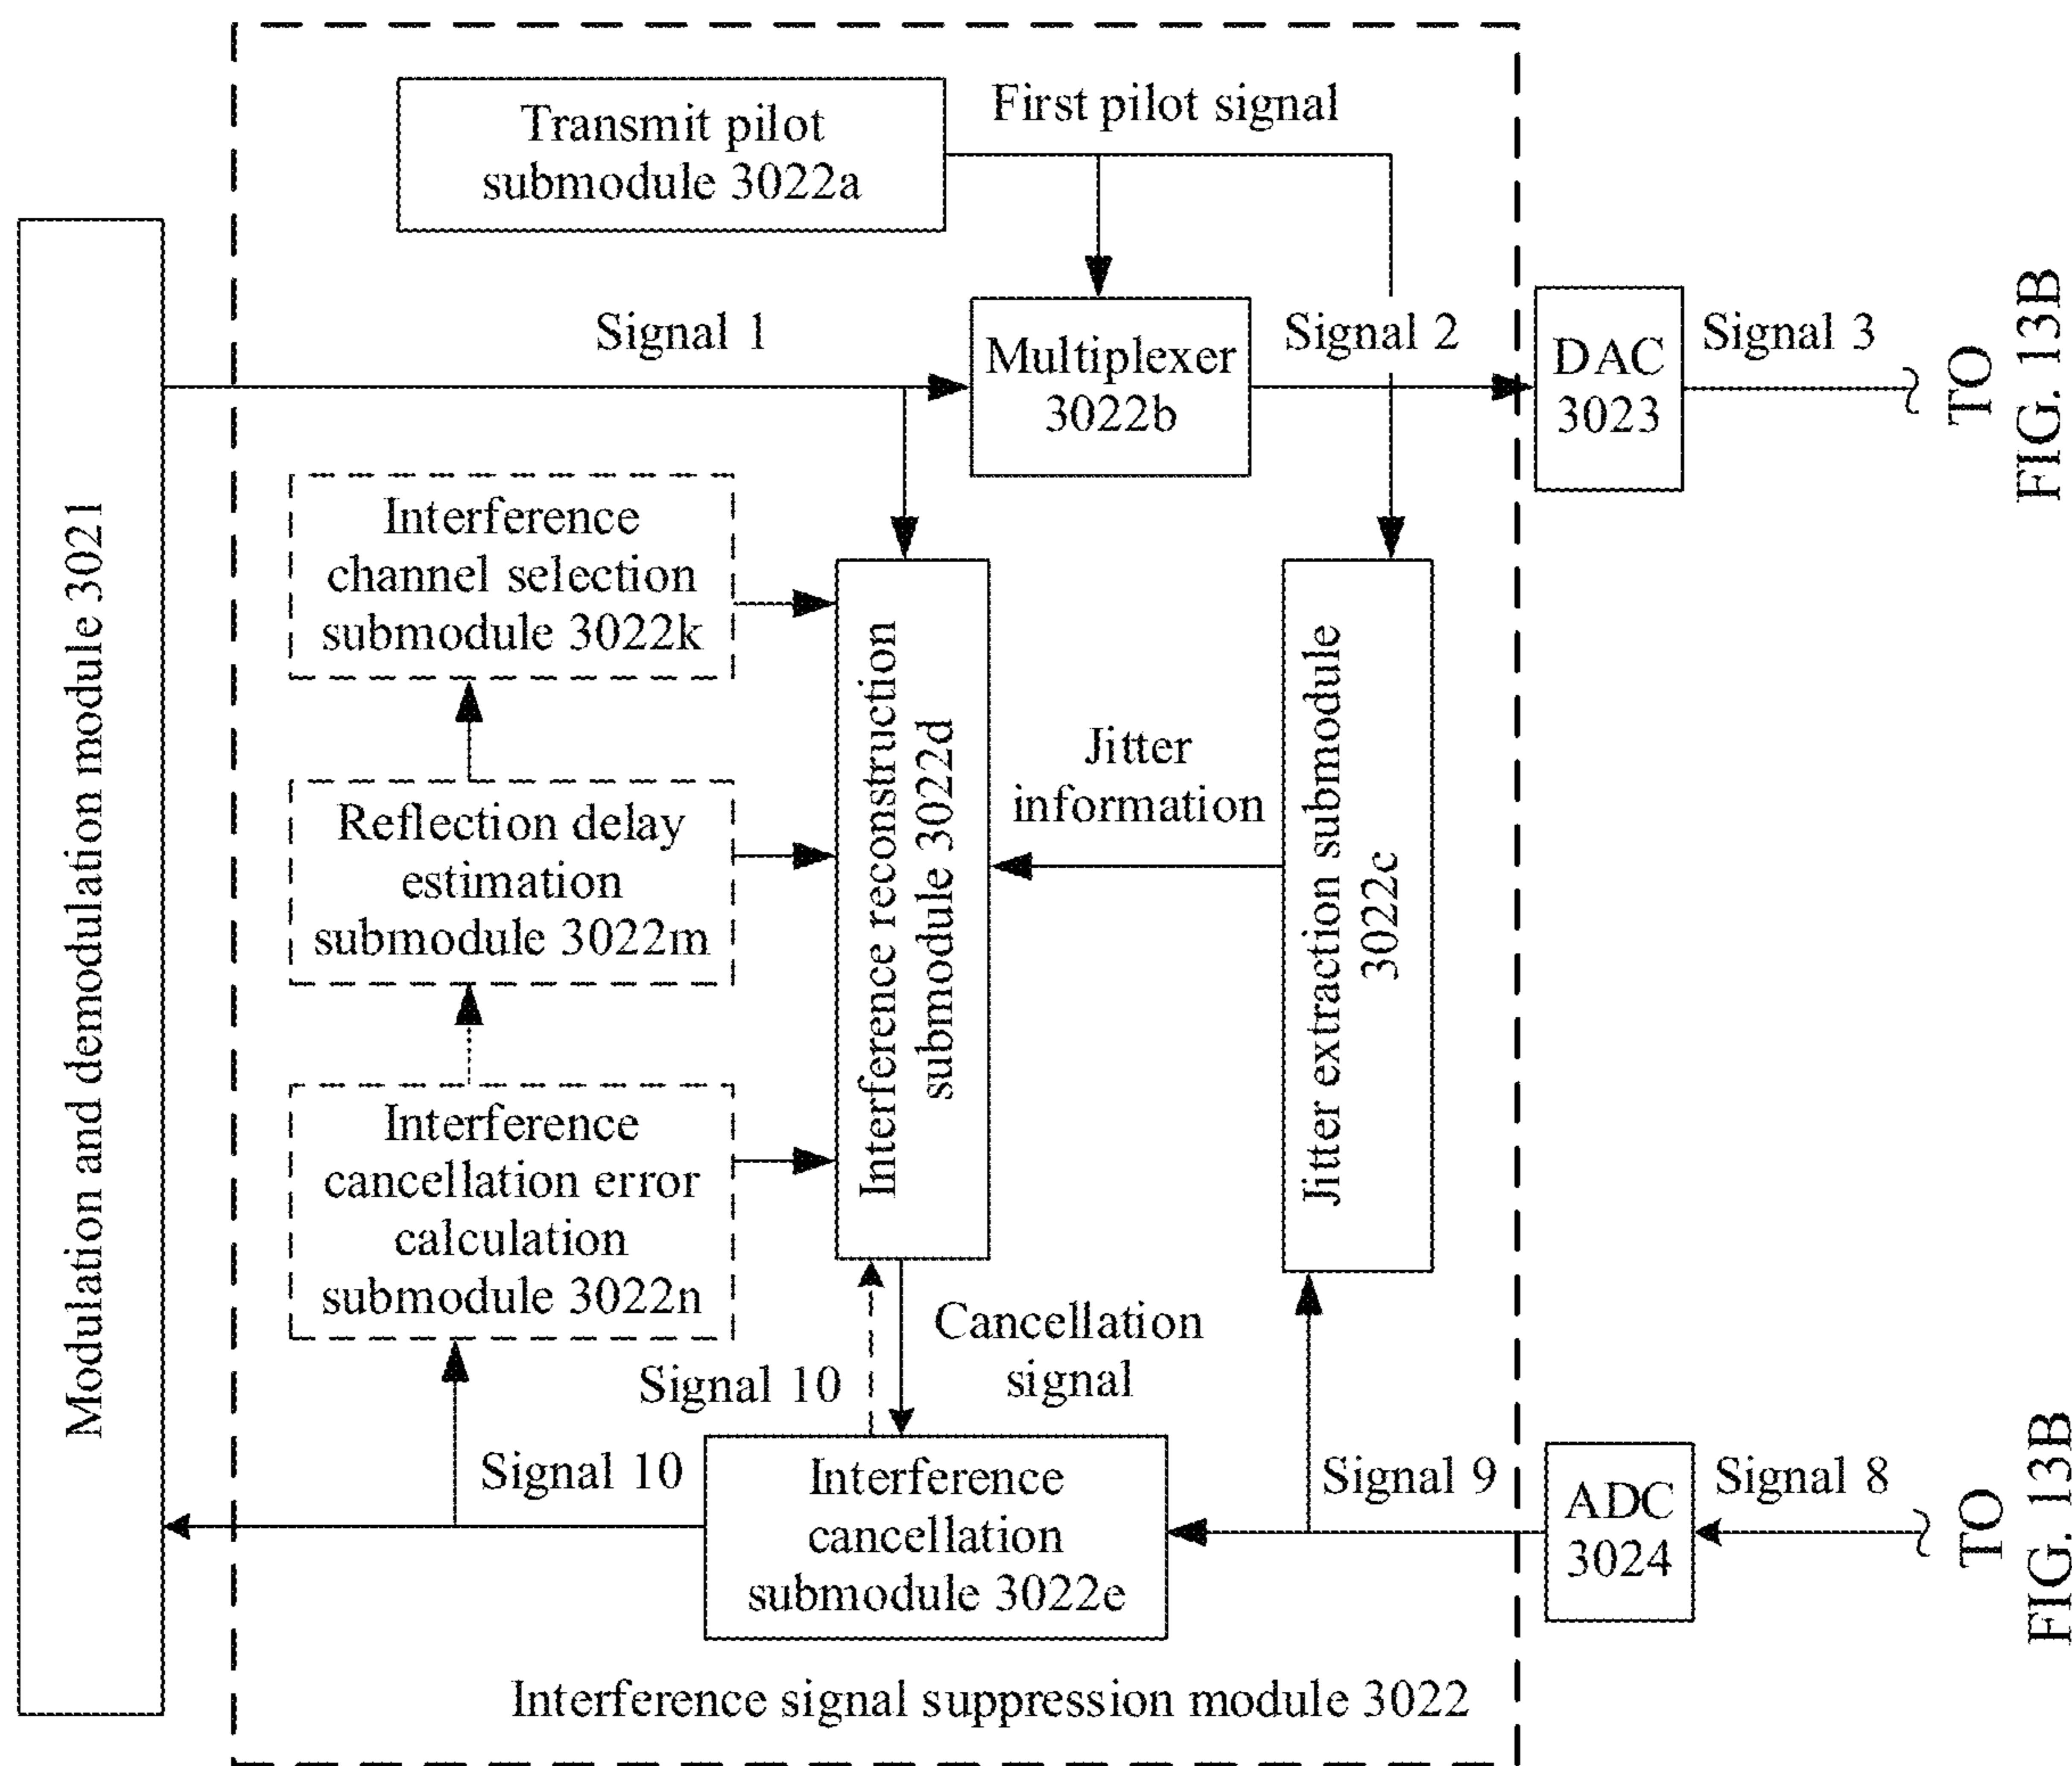 Transmit pilot
submodule 3022a
First pilot signal
Signal 1
Multiplexer
3022b
Signal 2
DAC
3023
Signal 3
TO
FIG. 13B
Modulation and demodulation module 3021
Interference
channel selection
submodule 3022k
Reflection delay
estimation
submodule 3022m
Interference
cancellation error
calculation
submodule 3022n
Interference reconstruction
submodule 3022d
Jitter
information
Jitter extraction submodule
3022c
Signal 10
Cancellation
signal
Signal 10
Interference
cancellation
submodule 3022e
Signal 9
ADC
3024
Signal 8
TO
FIG. 13B
Interference signal suppression module 3022